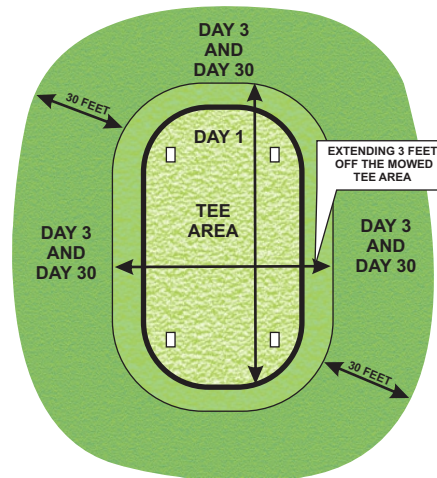 DAY 3
AND
DAY 30
30 FEET
DAY 1
EXTENDING 3 FEET
OFF THE MOWED
TEE AREA
TEE
AREA
DAY 3
AND
DAY 30
DAY 3
AND
DAY 30
30 FEET